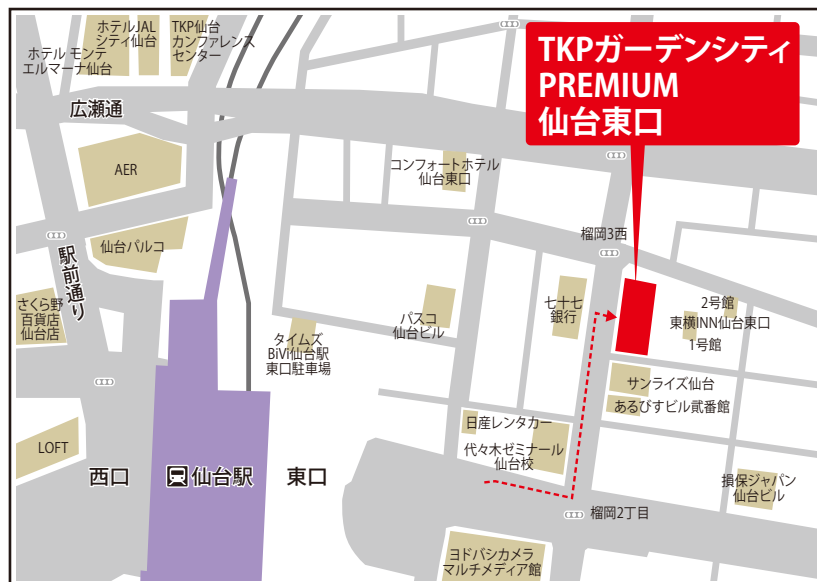 ホテルJAL
シティ仙台
TKP仙台
カンファレンス
センター
ホテル モンテ
エルマーナ仙台
TKPガーデンシティ
PREMIUM
仙台東口
広瀬通
AER
コンフォートホテル
仙台東口
仙台パルコ
榴岡3西
駅前通り
さくら野
百貨店
仙台店
タイムズ
BiVi仙台駅
東口駐車場
パスコ
仙台ビル
七十七
銀行
2号館
東横INN仙台東口
1号館
サンライズ仙台
あるびすビル貮番館
日産レンタカー
代々木ゼミナール
仙台校
LOFT
西口
仙台駅
東口
損保ジャパン
仙台ビル
榴岡2丁目
ヨドバシカメラ
マルチメディア館